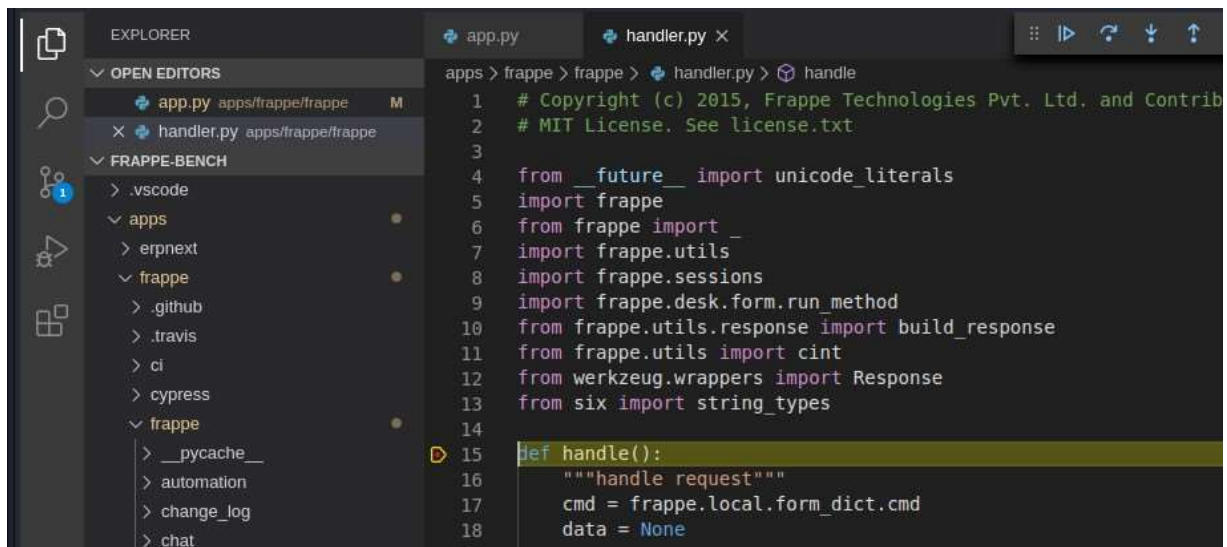 EXPLORER
OPEN EDITORS
app.py apps/frappe/frappe M
handler.py apps/frappe/frappe
FRAPPE-BENCH
.vscode
apps
erpnext
frappe
.github
.travis
ci
cypress
frappe
__pycache__
automation
change_log
chat
1
app.py
handler.py
apps > frappe > frappe > handler.py > handle
1 # Copyright (c) 2015, Frappe Technologies Pvt. Ltd. and Contrib
2 # MIT License. See license.txt
3
4 from __future__ import unicode_literals
5 import frappe
6 from frappe import _
7 import frappe.utils
8 import frappe.sessions
9 import frappe.desk.form.run_method
10 from frappe.utils.response import build_response
11 from frappe.utils import cint
12 from werkzeug.wrappers import Response
13 from six import string_types
14
15 def handle():
16 """handle request"""
17 cmd = frappe.local.form_dict.cmd
18 data = None